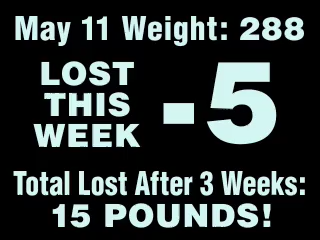 May 11 Weight: 288
LOST
THIS
WEEK
-5
Total Lost After 3 Weeks:
15 POUNDS!